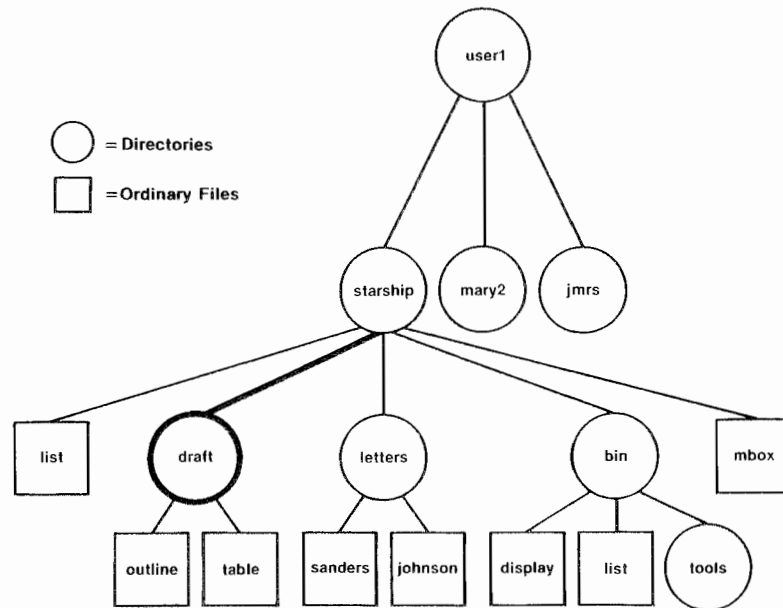 user1
= Directories
=Ordinary Files
starship
mary2
jmrs
list
draft
letters
bin
mbox
outline
table
sanders
johnson
display
list
tools